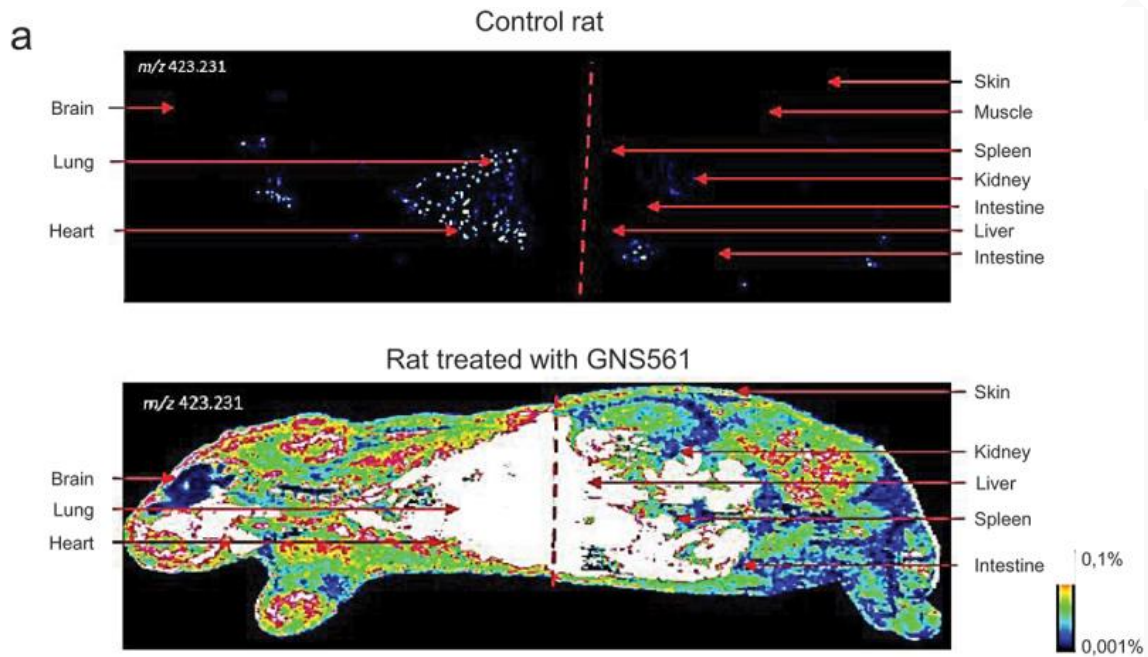 a
Control rat
m/z 423.231
Brain
Lung
Heart
Skin
Muscle
Spleen
Kidney
Intestine
Liver
Intestine
Rat treated with GNS561
m/z 423.231
Brain
Lung
Heart
Skin
Kidney
Liver
Spleen
Intestine
0,1%
0,001%